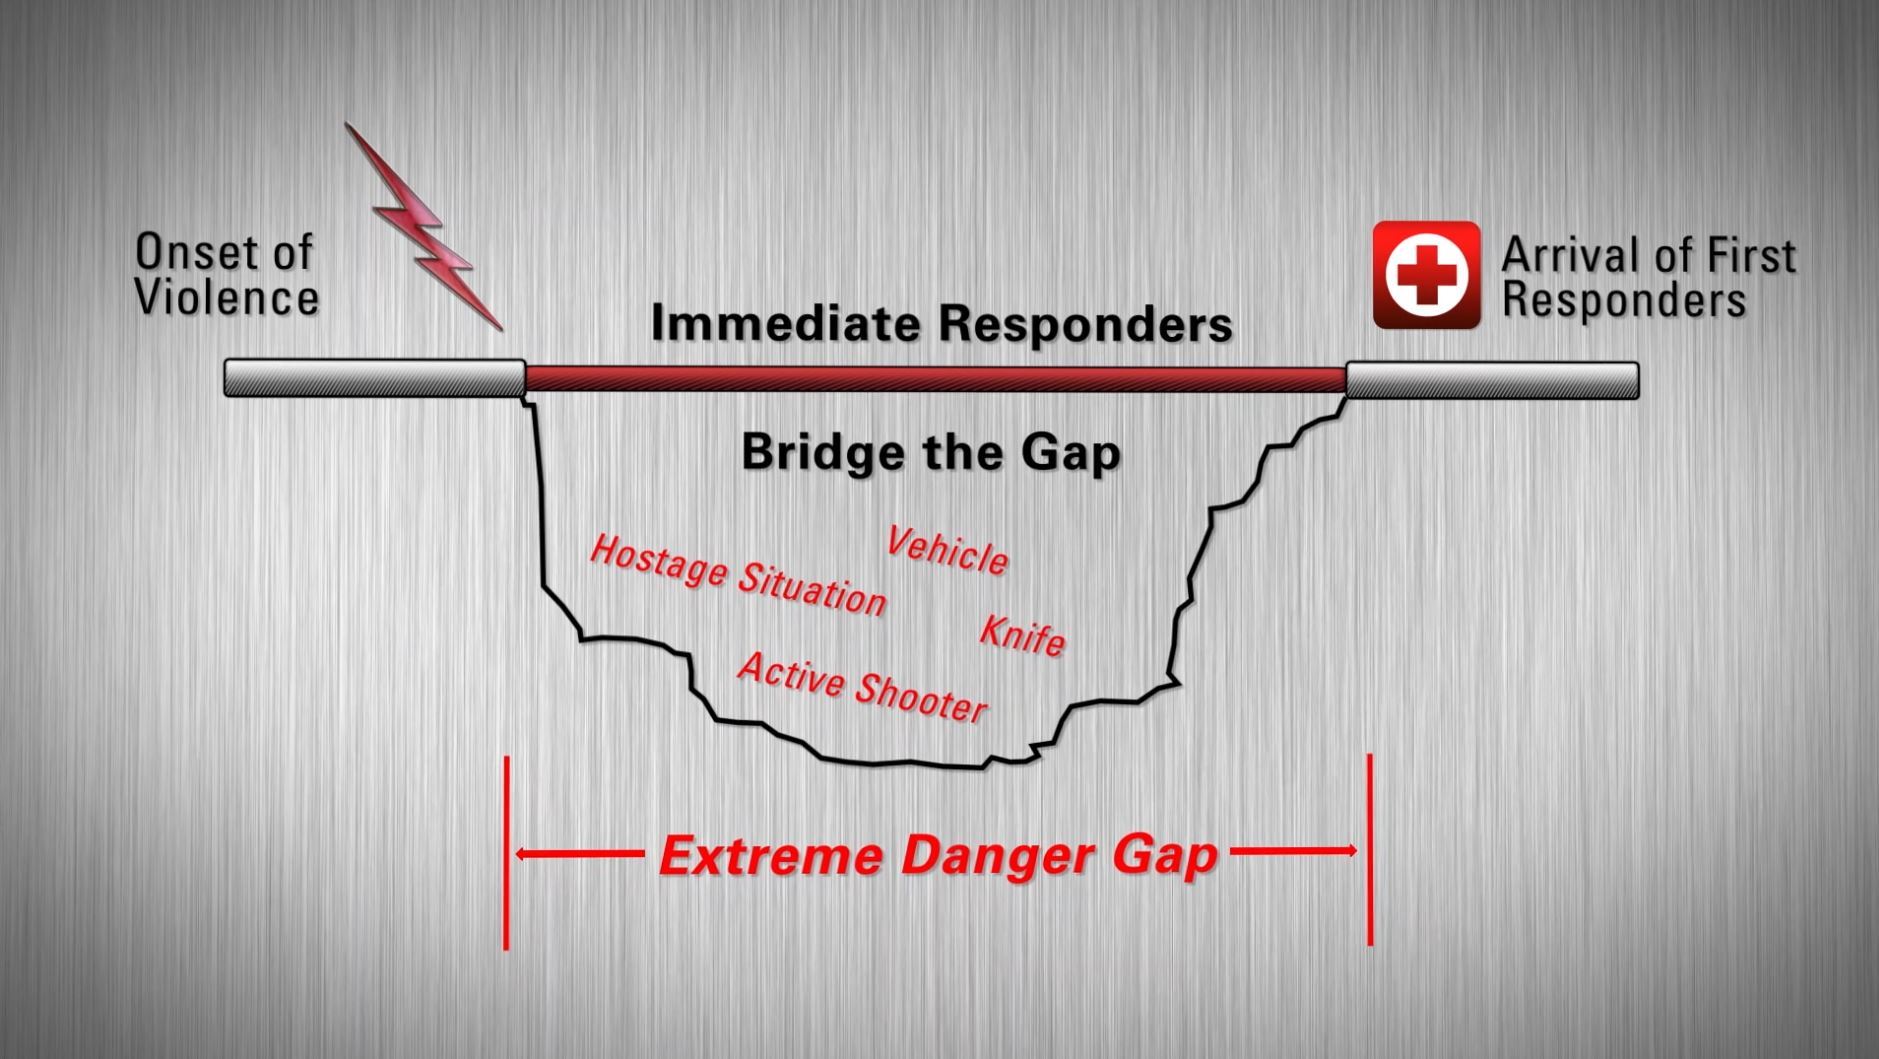 Onset of
Violence
Arrival of First
Responders
Immediate Responders
Bridge the Gap
Vehicle
Hostage Situation
Knife
Active Shooter
Extreme Danger Gap